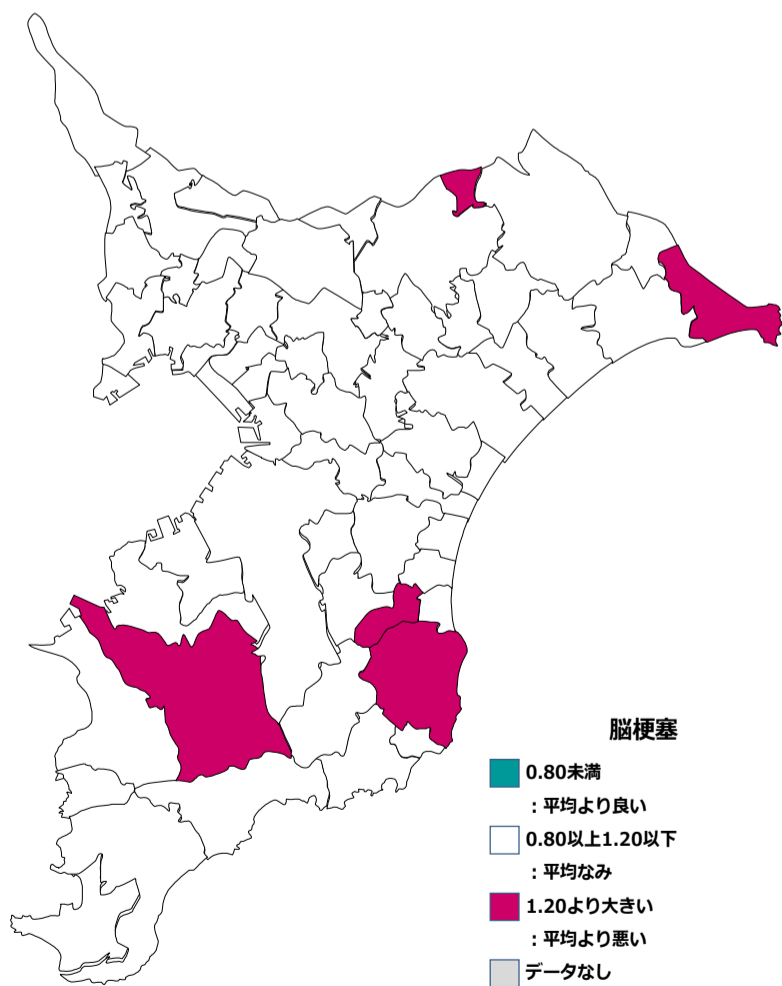 脳梗塞
0.80未満
：平均より良い
0.80以上1.20以下
：平均なみ
1.20より大きい
：平均より悪い
データなし